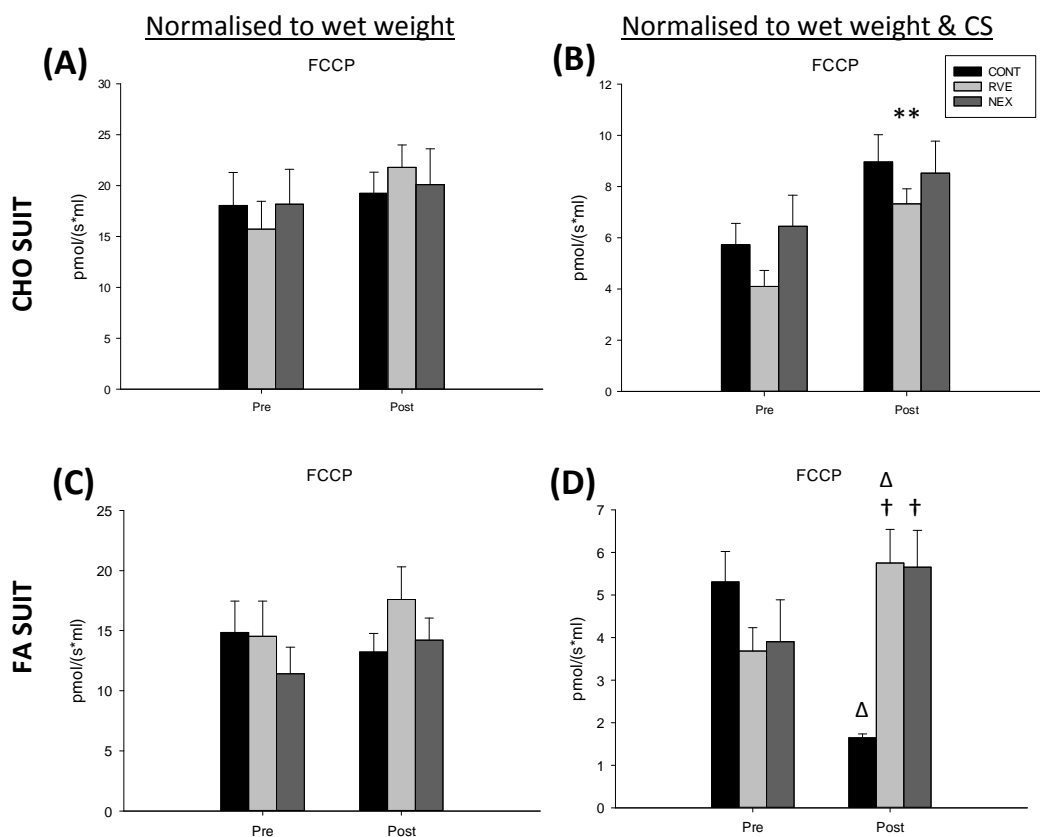 Normalised to wet weight
Normalised to wet weight & CS
(A)
FCCP
30
25
20
15
10
5
0
pmol/(s*ml)
Pre
Post
CHO SUIT
(B)
FCCP
CONT
RVE
NEX
12
10
8
6
4
2
0
pmol/(s*ml)
**
Pre
Post
(C)
FCCP
25
20
15
10
5
0
pmol/(s*ml)
Pre
Post
FA SUIT
(D)
FCCP
7
6
5
4
3
2
1
0
pmol/(s*ml)
Δ
† †
Δ
Pre
Post